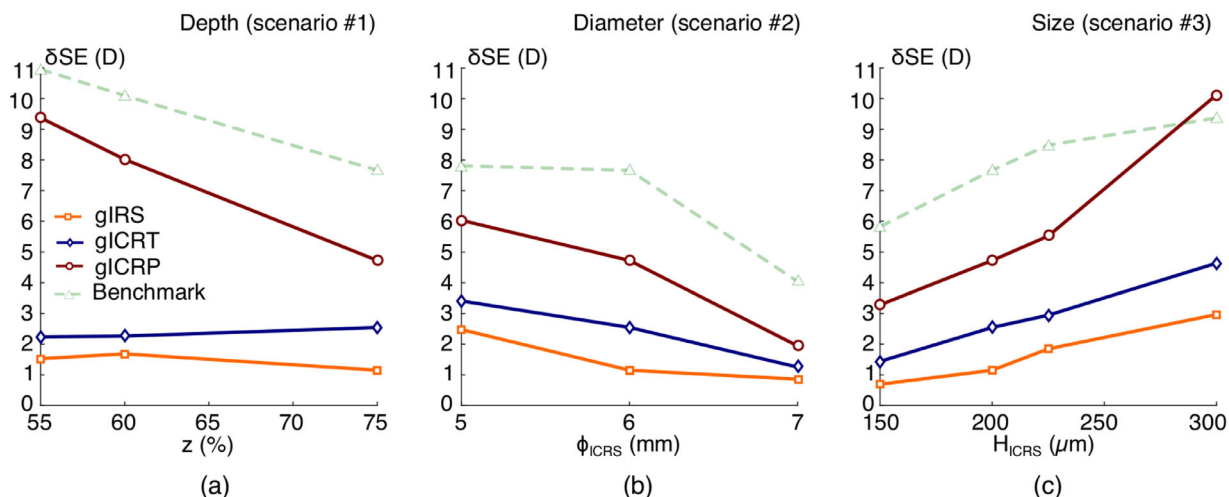 Depth (scenario #1)
δSE (D)
11
10
9
8
7
6
5
4
3
2
1
0
gIRS
gICRT
gICRP
Benchmark
55 60 65 70 75
z (%)
(a)
Diameter (scenario #2)
δSE (D)
11
10
9
8
7
6
5
4
3
2
1
0
5 6 7
ϕICRS (mm)
(b)
Size (scenario #3)
δSE (D)
11
10
9
8
7
6
5
4
3
2
1
0
150 200 250 300
HICRS (µm)
(c)